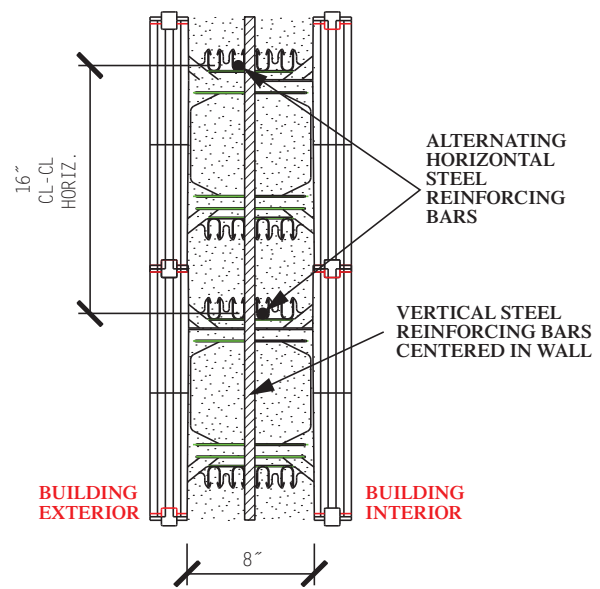 16″
CL-CL
HORIZ.
ALTERNATING
HORIZONTAL
STEEL
REINFORCING
BARS
VERTICAL STEEL
REINFORCING BARS
CENTERED IN WALL
BUILDING
EXTERIOR
BUILDING
INTERIOR
8″